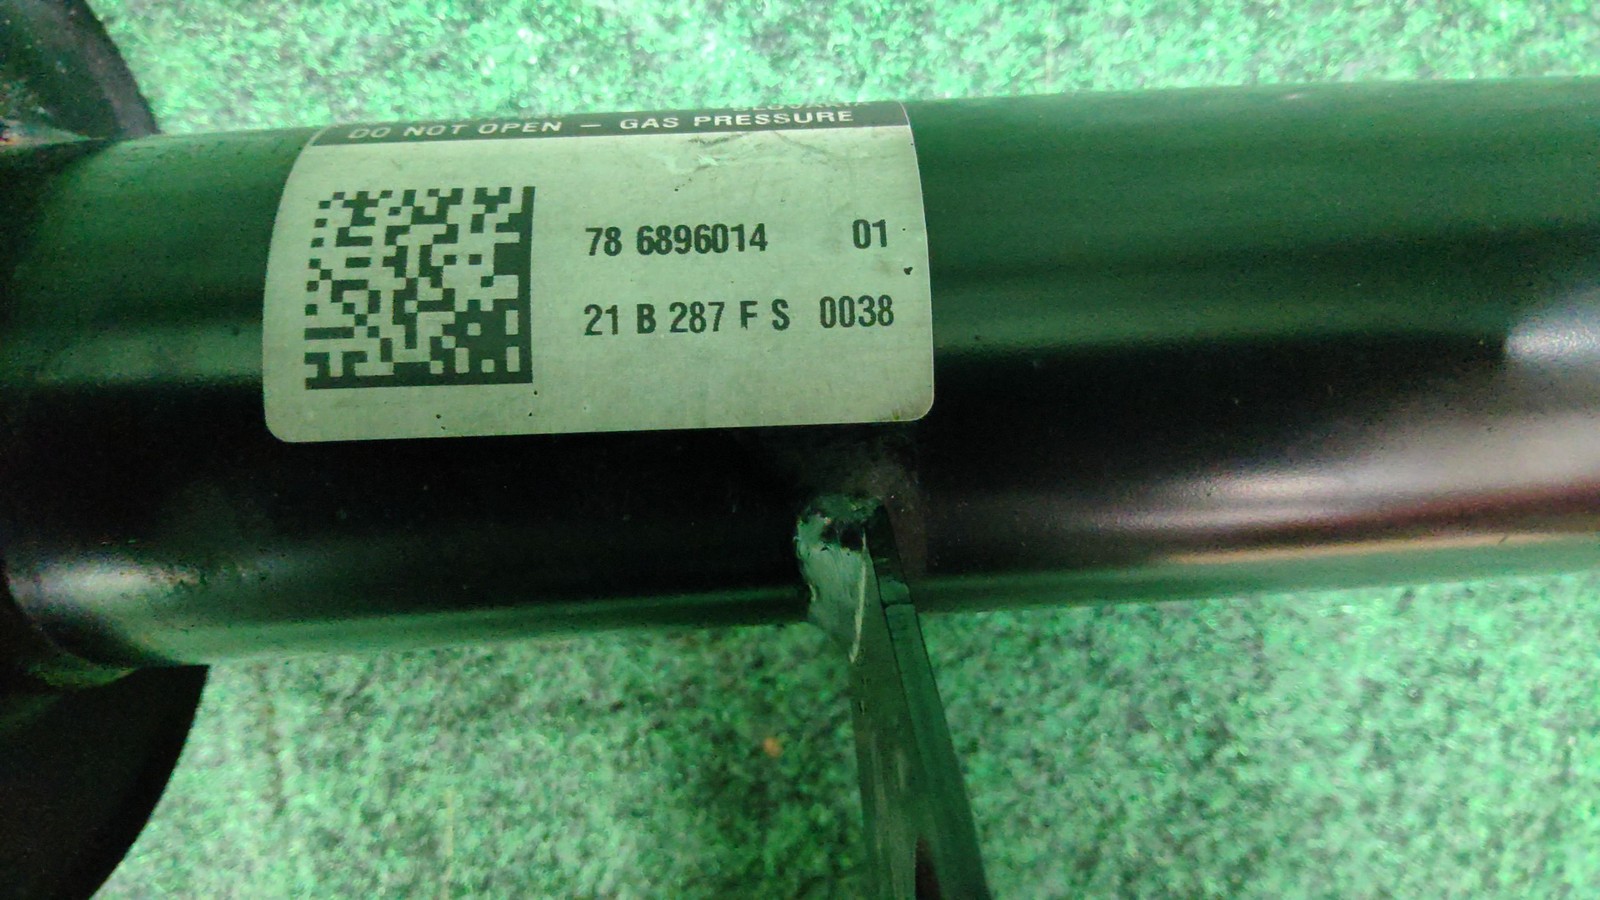 DO NOT OPEN – GAS PRESSURE
78 6896014 01
21 B 287 F S 0038